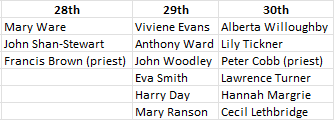 28th 29th 30th
Mary Ware Viviene Evans Alberta Willoughby
John Shan-Stewart Anthony Ward Lily Tickner
Francis Brown (priest) John Woodley Peter Cobb (priest)
Eva Smith Lawrence Turner
Harry Day Hannah Margrie
Mary Ranson Cecil Lethbridge